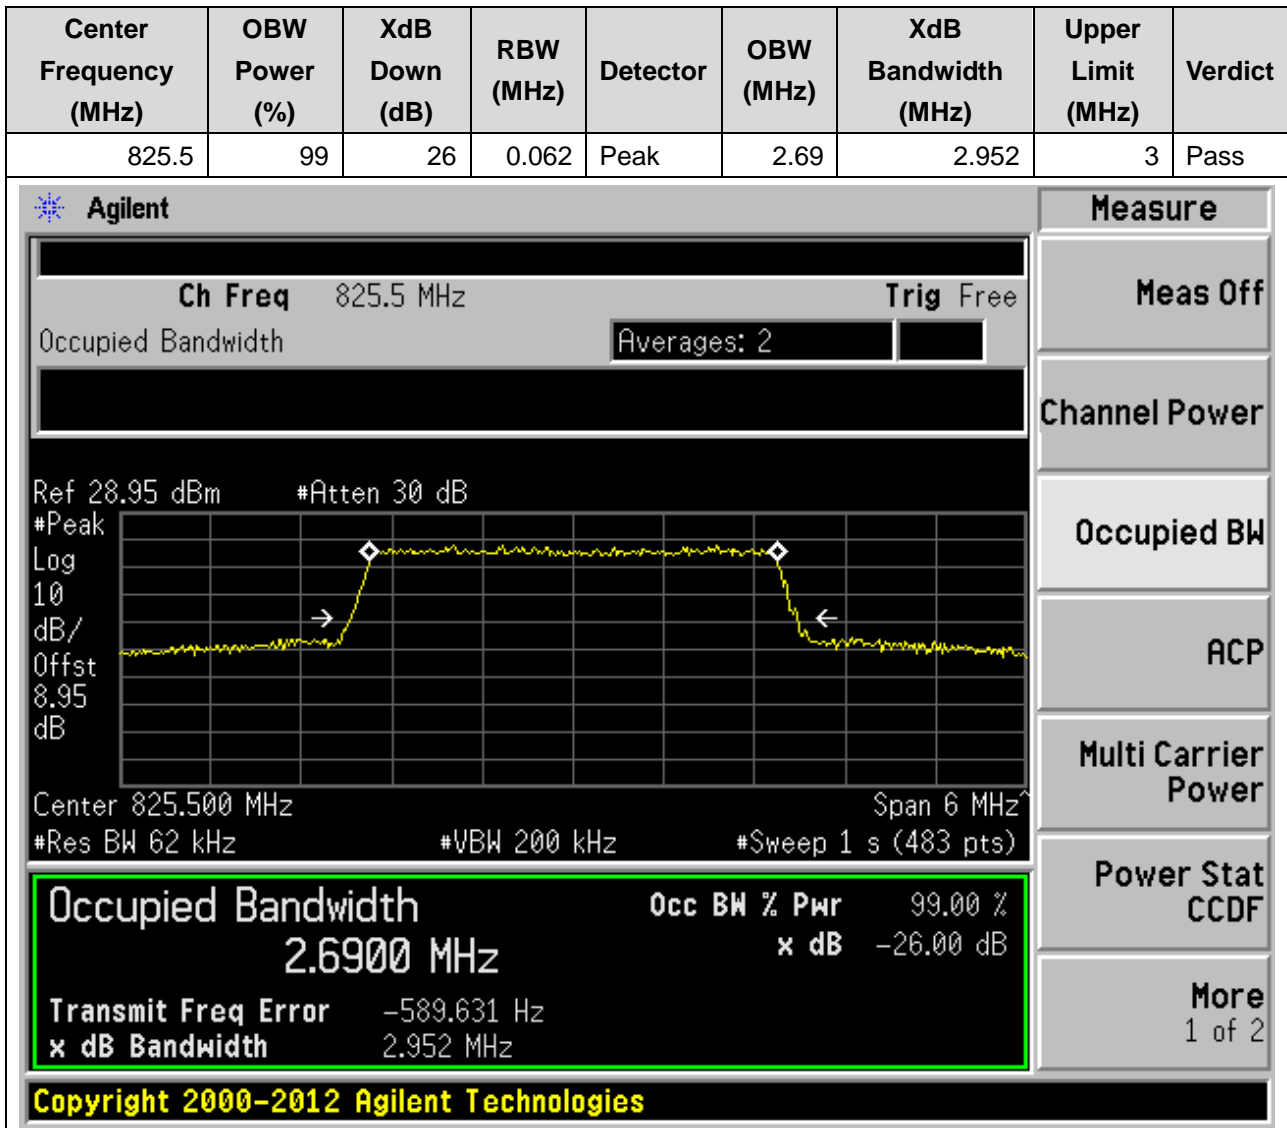 Center Frequency (MHz) OBW Power (%) XdB Down (dB) RBW (MHz) Detector OBW (MHz) XdB Bandwidth (MHz) Upper Limit (MHz) Verdict
825.5 99 26 0.062 Peak 2.69 2.952 3 Pass
Agilent
Measure
Ch Freq 825.5 MHz Trig Free
Occupied Bandwidth Averages: 2
Ref 28.95 dBm #Atten 30 dB
#Peak
Log
10
dB/
Offst
8.95
dB
Center 825.500 MHz Span 6 MHz^
#Res BW 62 kHz #VBW 200 kHz #Sweep 1 s (483 pts)
Occupied Bandwidth
2.6900 MHz
Occ BW % Pwr 99.00 %
x dB -26.00 dB
Transmit Freq Error -589.631 Hz
x dB Bandwidth 2.952 MHz
Meas Off
Channel Power
Occupied BW
ACP
Multi Carrier
Power
Power Stat
CCDF
More
1 of 2
Copyright 2000-2012 Agilent Technologies